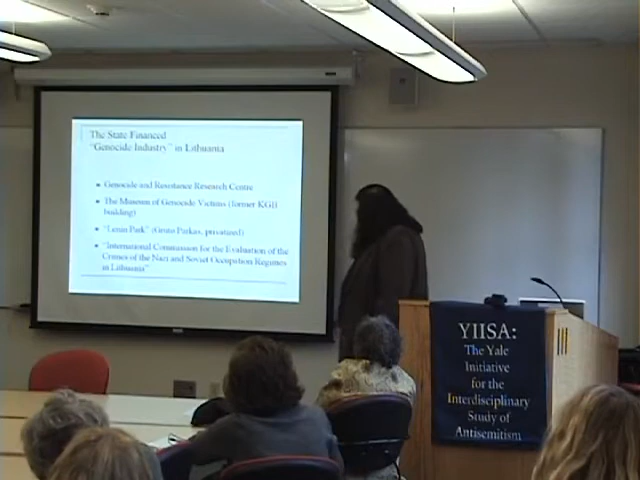 The State Financed
"Genocide Industry" in Lithuania
Genocide and Resistance Research Centre
The Museum of Genocide Victims (former KGB
building)
"Lenin Park" (Grutas Parkas, privatized)
"International Commission for the Evaluation of the
Crimes of the Nazi and Soviet Occupation Regimes
in Lithuania"
YIISA:
The Yale
Initiative
for the
Interdisciplinary
Study of
Antisemitism